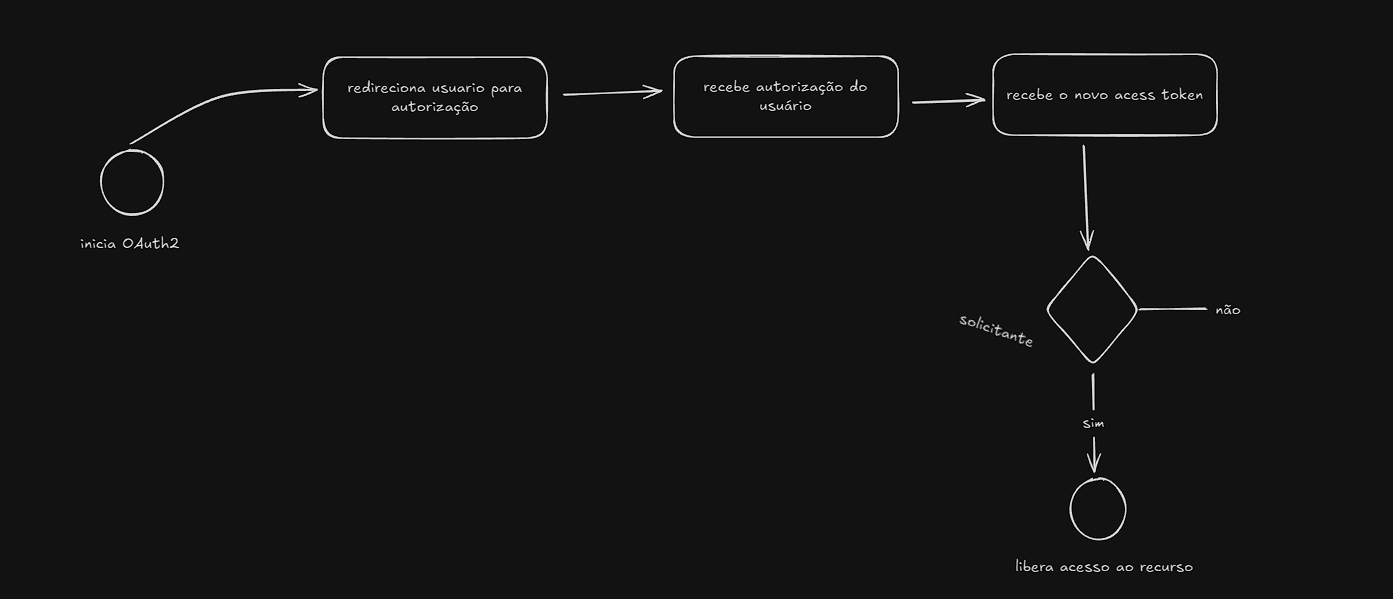 redireciona usuario para
autorização
recebe autorização do
usuário
recebe o novo acess token
inicia OAuth2
solicitante
não
sim
libera acesso ao recurso